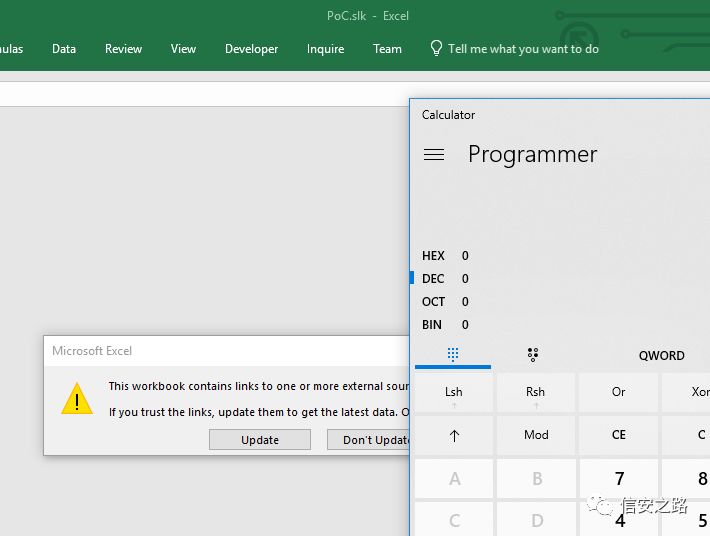 PoC.slk - Excel
ulas Data Review View Developer Inquire Team Tell me what you want to do
Calculator
Programmer
HEX 0
DEC 0
OCT 0
BIN 0
QWORD
Lsh Rsh Or Xor
↑ Mod CE C
A B 7 8
C D 4 5
Microsoft Excel
This workbook contains links to one or more external sour
If you trust the links, update them to get the latest data. O
Update Don't Update
信安之路